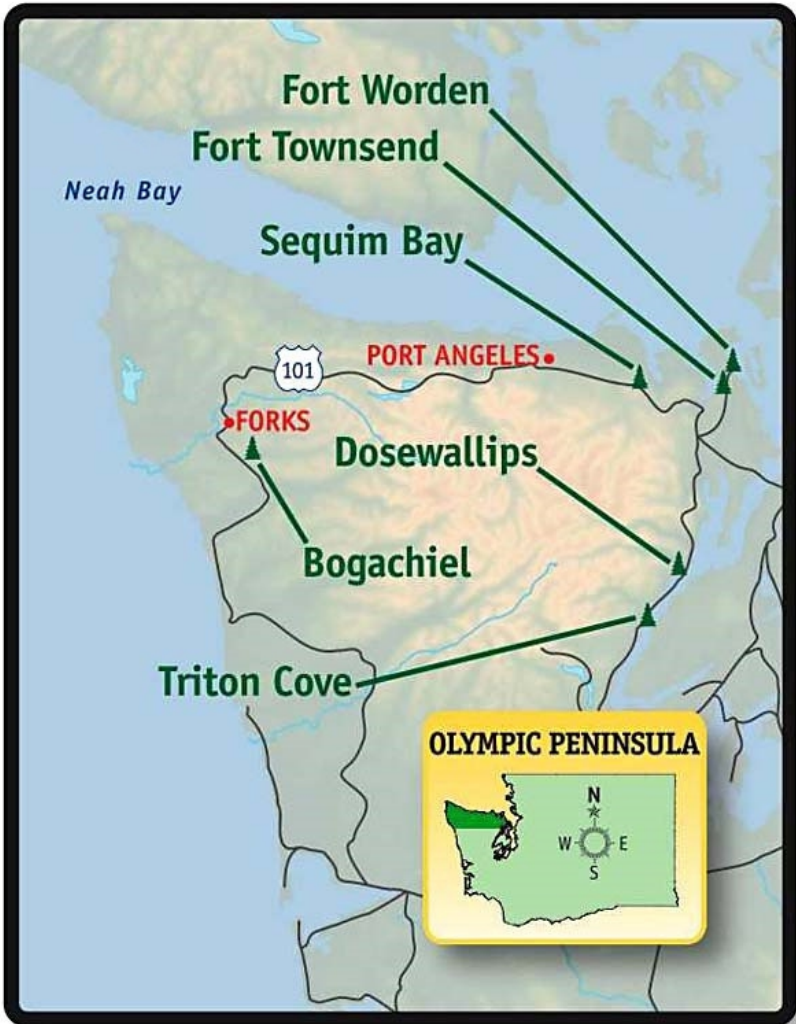 Fort Worden
Fort Townsend
Neah Bay
Sequim Bay
PORT ANGELES
101
FORKS
Dosewallips
Bogachiel
Triton Cove
OLYMPIC PENINSULA
N
W E
S